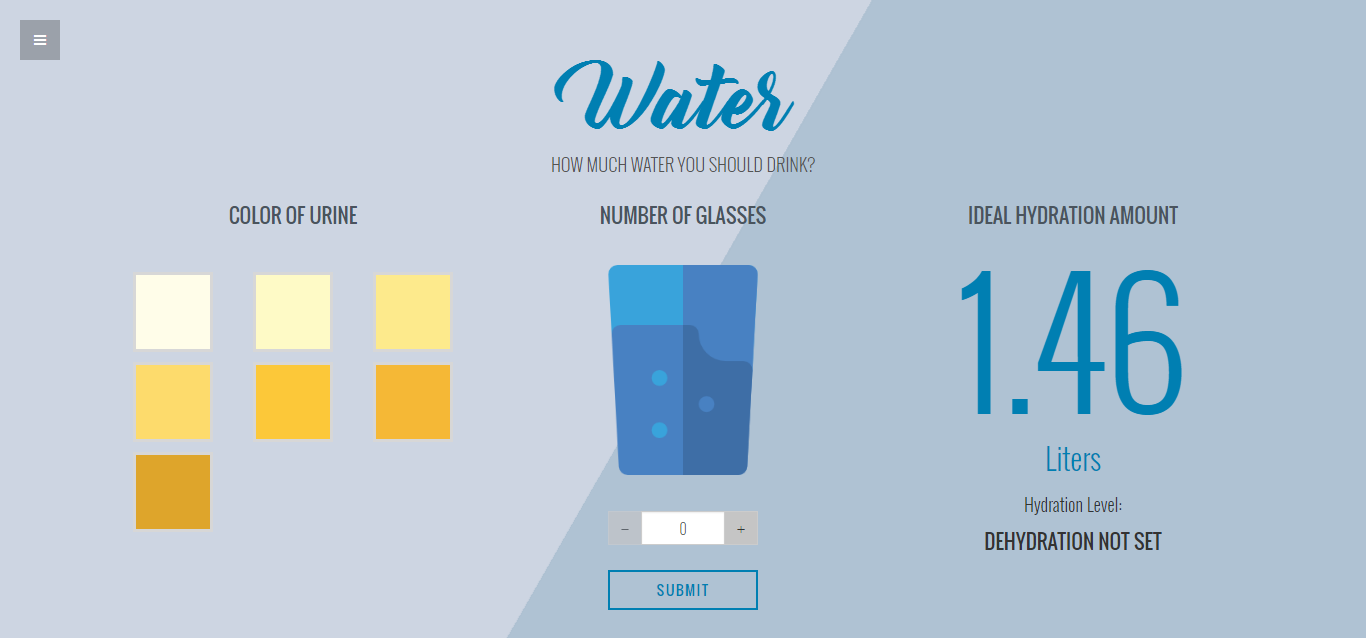 Water
HOW MUCH WATER YOU SHOULD DRINK?
COLOR OF URINE
NUMBER OF GLASSES
− 0 +
SUBMIT
IDEAL HYDRATION AMOUNT
1.46
Liters
Hydration Level:
DEHYDRATION NOT SET